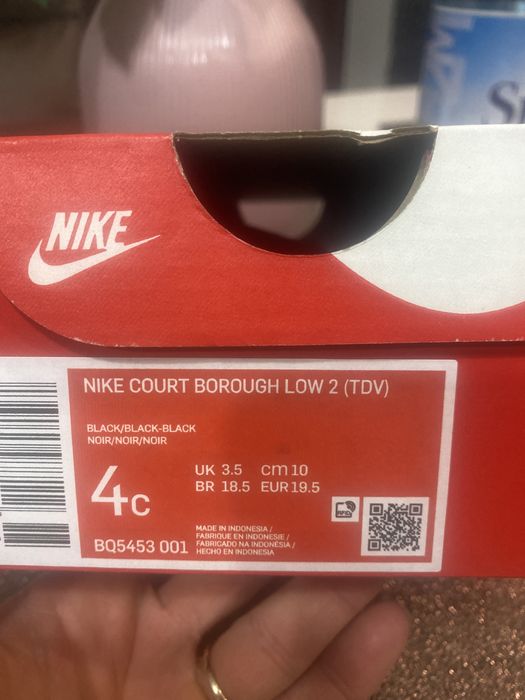 NIKE
NIKE COURT BOROUGH LOW 2 (TDV)
BLACK/BLACK-BLACK
NOIR/NOIR/NOIR
4C
UK 3.5 cm 10
BR 18.5 EUR 19.5
BQ5453 001
MADE IN INDONESIA /
FABRIQUE EN INDONESIE /
FABRICADO NA INDONÉSIA /
HECHO EN INDONESIA
RFID